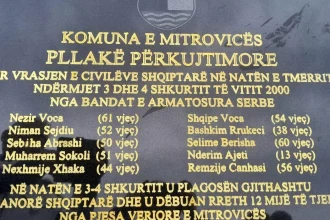 KOMUNA E MITROVICËS
PLLAKË PËRKUJTIMORE
R VRASJEN E CIVILËVE SHQIPTARË NË NATËN E TMERRI
NDËRMJET 3 DHE 4 SHKURTIT TË VITIT 2000
NGA BANDAT E ARMATOSURA SERBE
Nezir Voca (61 vjeç) Shqipe Voca (54 vjeç)
Niman Sejdiu (52 vjeç) Bashkim Rrukeci (38 vjeç)
Sebiha Abrashi (50 vjeç) Selime Berisha (60 vjeç)
Muharrem Sokoli (51 vjeç) Nderim Ajeti (13 vjeç)
Nexhmije Xhaka (44 vjeç) Remzije Canhasi (56 vjeç)
NË NATËN E 3-4 SHKURTIT U PLAGOSËN GJITHASHTU
ANORË SHQIPTARË DHE U DËBUAN RRETH 12 MIJË TË TJE
NGA PJESA VERIORE E MITROVICËS